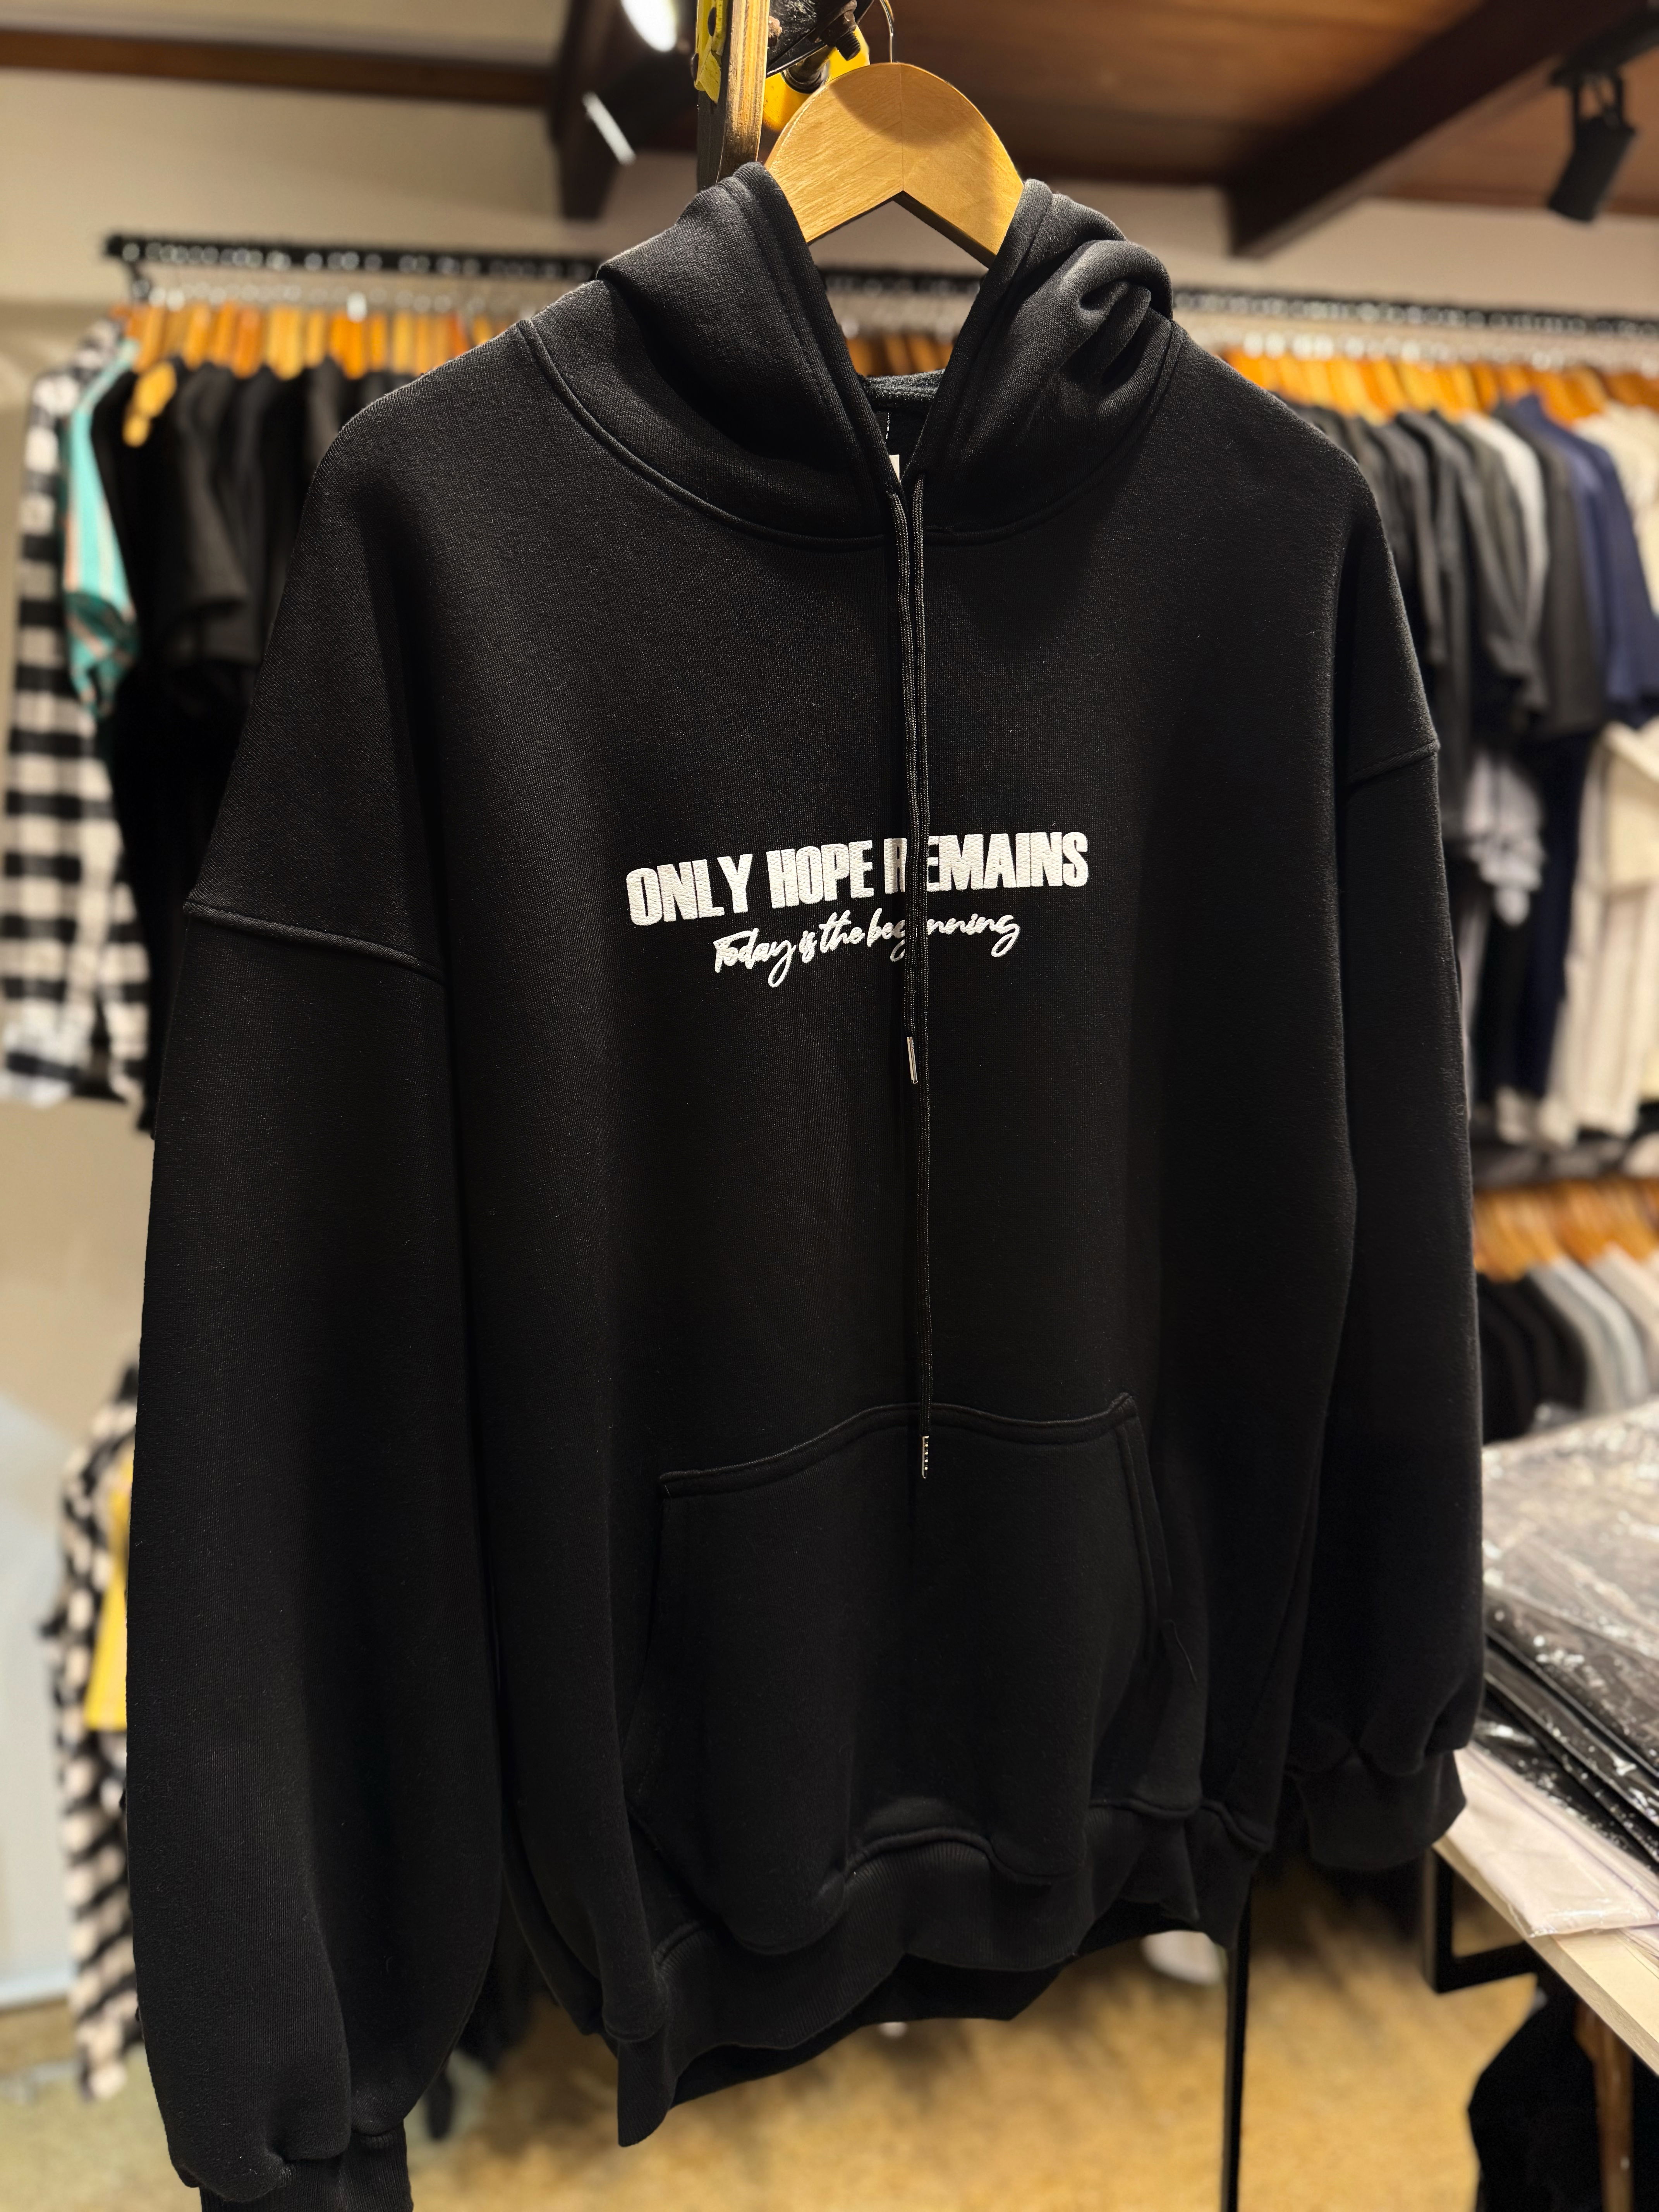 ONLY HOPE REMAINS
Today is the beginning